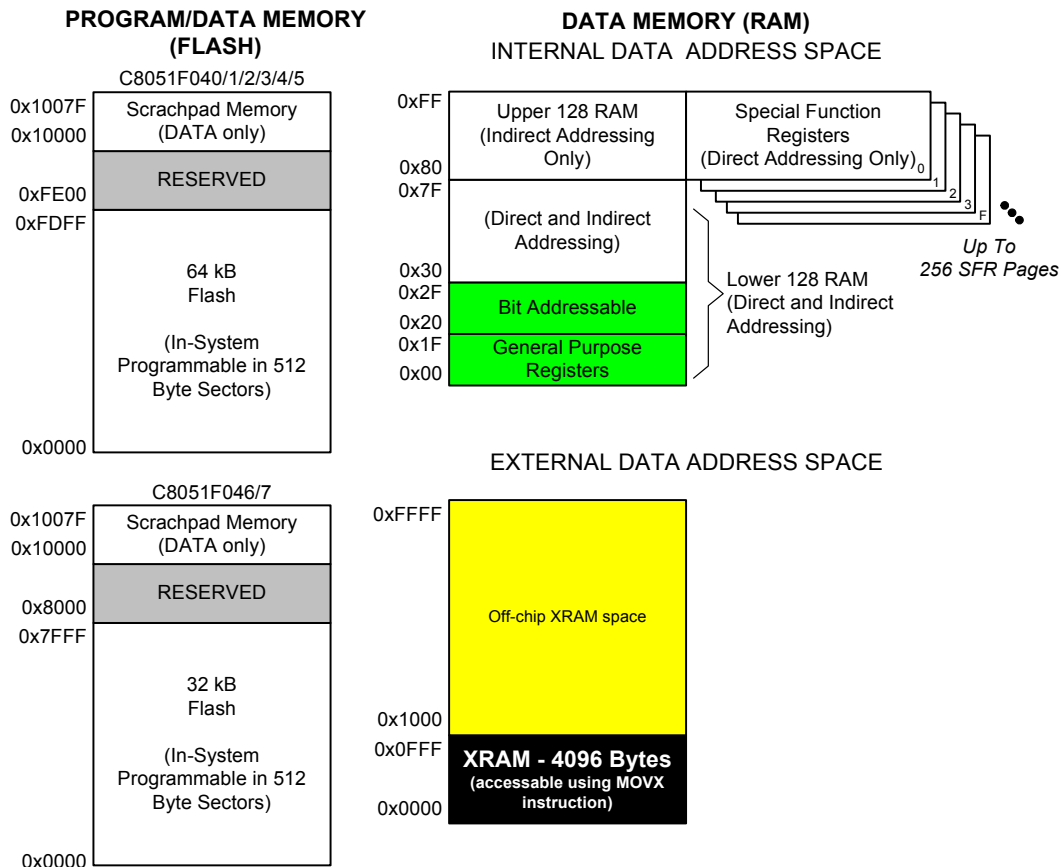 PROGRAM/DATA MEMORY
(FLASH)
C8051F040/1/2/3/4/5
0x1007F
0x10000
Scrachpad Memory
(DATA only)
RESERVED
0xFE00
0xFDFF
64 kB
Flash
(In-System
Programmable in 512
Byte Sectors)
0x0000
C8051F046/7
0x1007F
0x10000
Scrachpad Memory
(DATA only)
RESERVED
0x8000
0x7FFF
32 kB
Flash
(In-System
Programmable in 512
Byte Sectors)
0x0000
DATA MEMORY (RAM)
INTERNAL DATA ADDRESS SPACE
0xFF
Upper 128 RAM
(Indirect Addressing
Only)
0x80
Special Function
Registers
(Direct Addressing Only)
0
1
2
3
F
Up To
256 SFR Pages
0x7F
(Direct and Indirect
Addressing)
0x30
0x2F
Bit Addressable
0x20
0x1F
General Purpose
Registers
0x00
Lower 128 RAM
(Direct and Indirect
Addressing)
EXTERNAL DATA ADDRESS SPACE
0xFFFF
Off-chip XRAM space
0x1000
0x0FFF
XRAM - 4096 Bytes
(accessable using MOVX
instruction)
0x0000